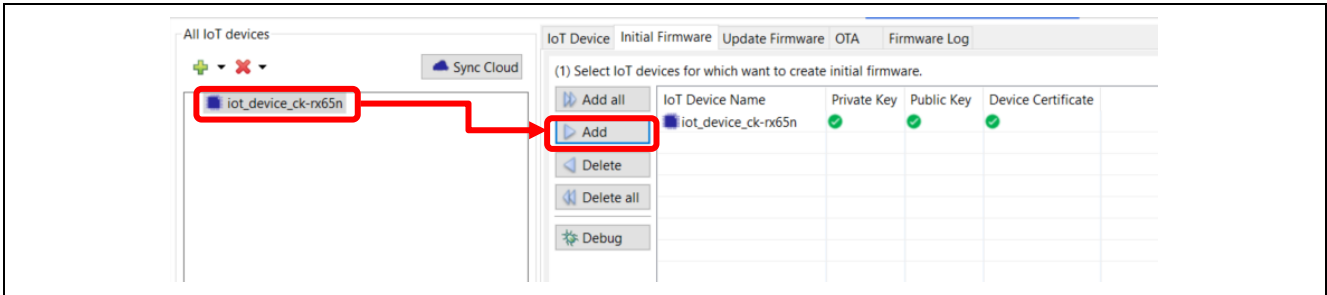 All IoT devices
Sync Cloud
iot_device_ck-rx65n
IoT Device Initial Firmware Update Firmware OTA Firmware Log
(1) Select IoT devices for which want to create initial firmware.
Add all
Add
Delete
Delete all
Debug
IoT Device Name Private Key Public Key Device Certificate
iot_device_ck-rx65n